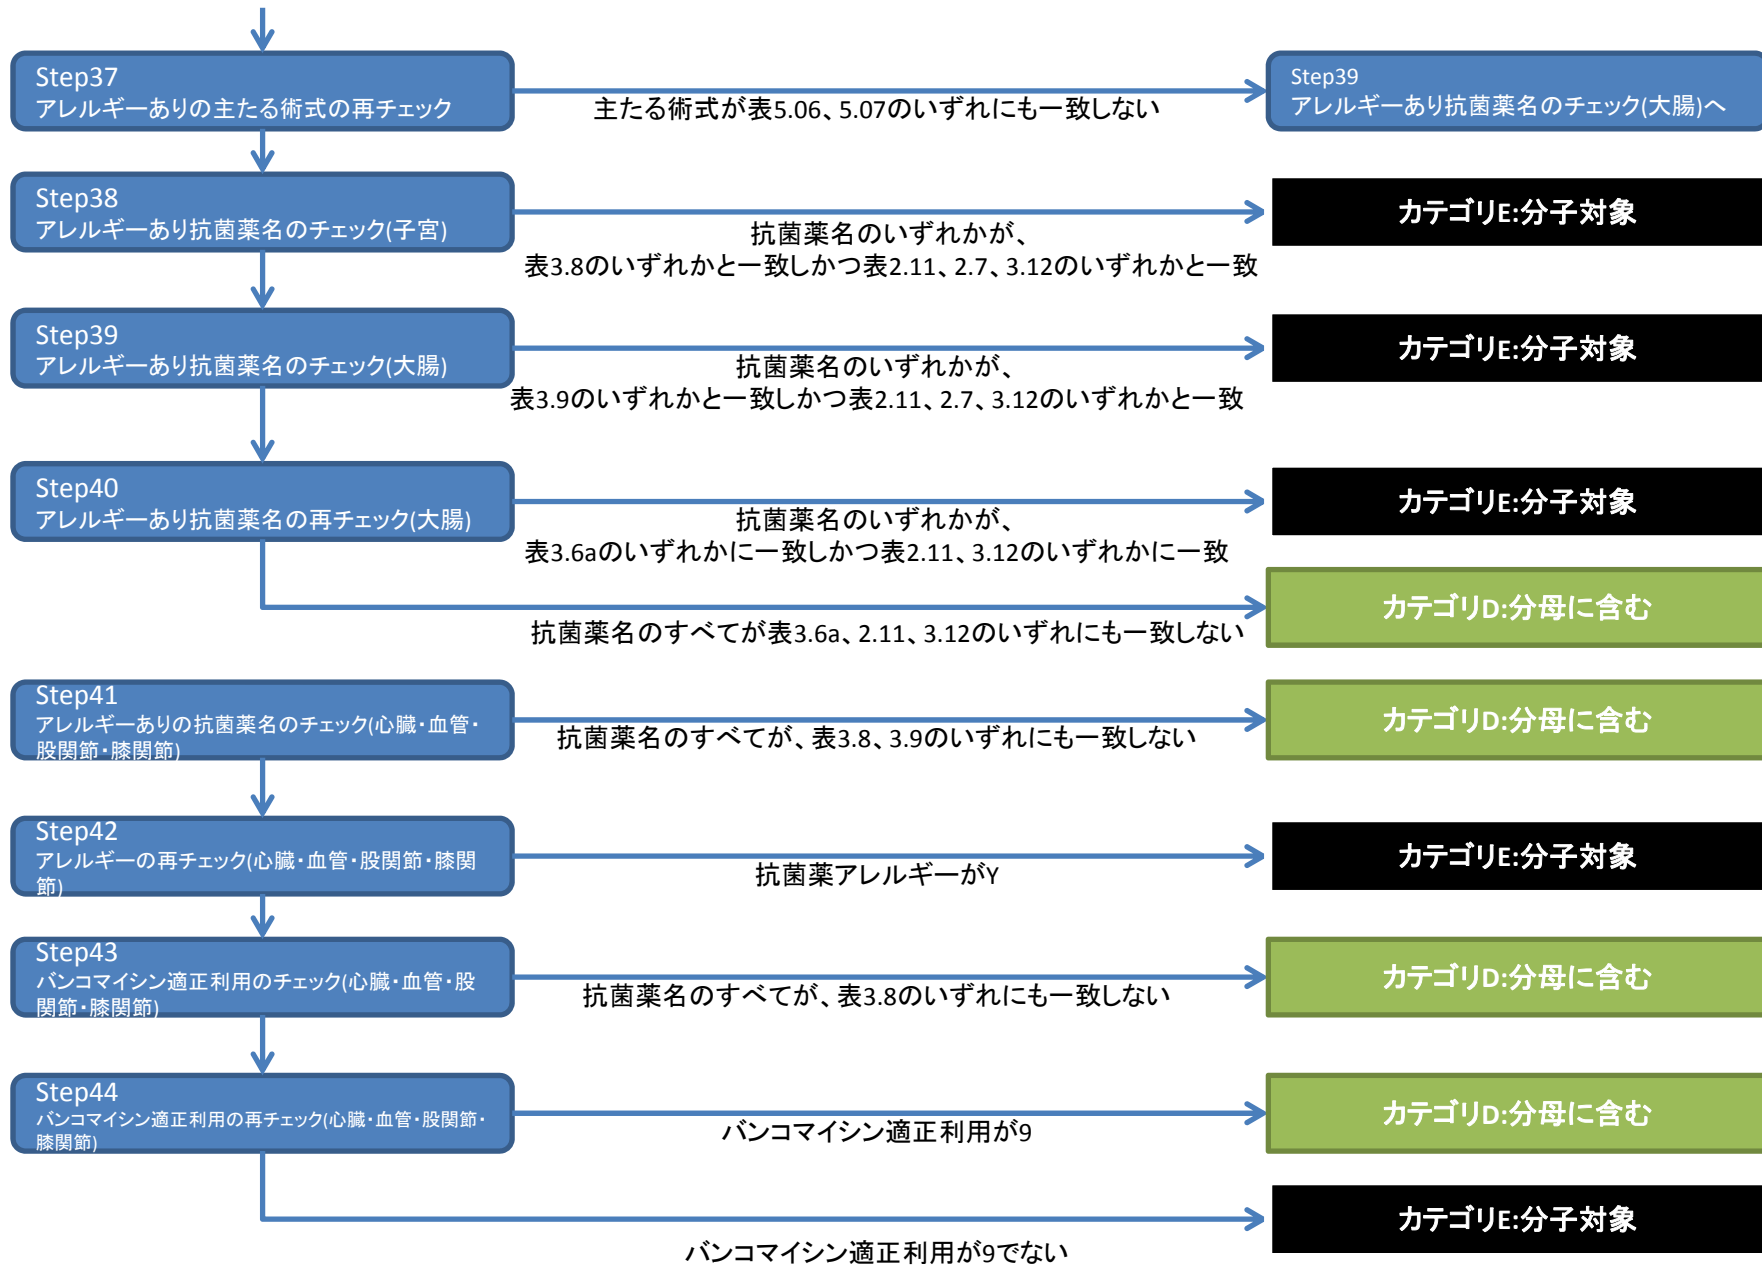 Step37
アレルギーありの主たる術式の再チェック
主たる術式が表5.06、5.07のいずれにも一致しない
Step39
アレルギーあり抗菌薬名のチェック(大腸)へ
Step38
アレルギーあり抗菌薬名のチェック(子宮)
抗菌薬名のいずれかが、
表3.8のいずれかと一致しかつ表2.11、2.7、3.12のいずれかと一致
カテゴリE:分子対象
Step39
アレルギーあり抗菌薬名のチェック(大腸)
抗菌薬名のいずれかが、
表3.9のいずれかと一致しかつ表2.11、2.7、3.12のいずれかと一致
カテゴリE:分子対象
Step40
アレルギーあり抗菌薬名の再チェック(大腸)
抗菌薬名のいずれかが、
表3.6aのいずれかに一致しかつ表2.11、3.12のいずれかに一致
カテゴリE:分子対象
抗菌薬名のすべてが表3.6a、2.11、3.12のいずれにも一致しない
カテゴリD:分母に含む
Step41
アレルギーありの抗菌薬名のチェック(心臓・血管・
股関節・膝関節)
抗菌薬名のすべてが、表3.8、3.9のいずれにも一致しない
カテゴリD:分母に含む
Step42
アレルギーの再チェック(心臓・血管・股関節・膝関
節)
抗菌薬アレルギーがY
カテゴリE:分子対象
Step43
バンコマイシン適正利用のチェック(心臓・血管・股
関節・膝関節)
抗菌薬名のすべてが、表3.8のいずれにも一致しない
カテゴリD:分母に含む
Step44
バンコマイシン適正利用の再チェック(心臓・血管・股関節・
膝関節)
バンコマイシン適正利用が9
カテゴリD:分母に含む
バンコマイシン適正利用が9でない
カテゴリE:分子対象